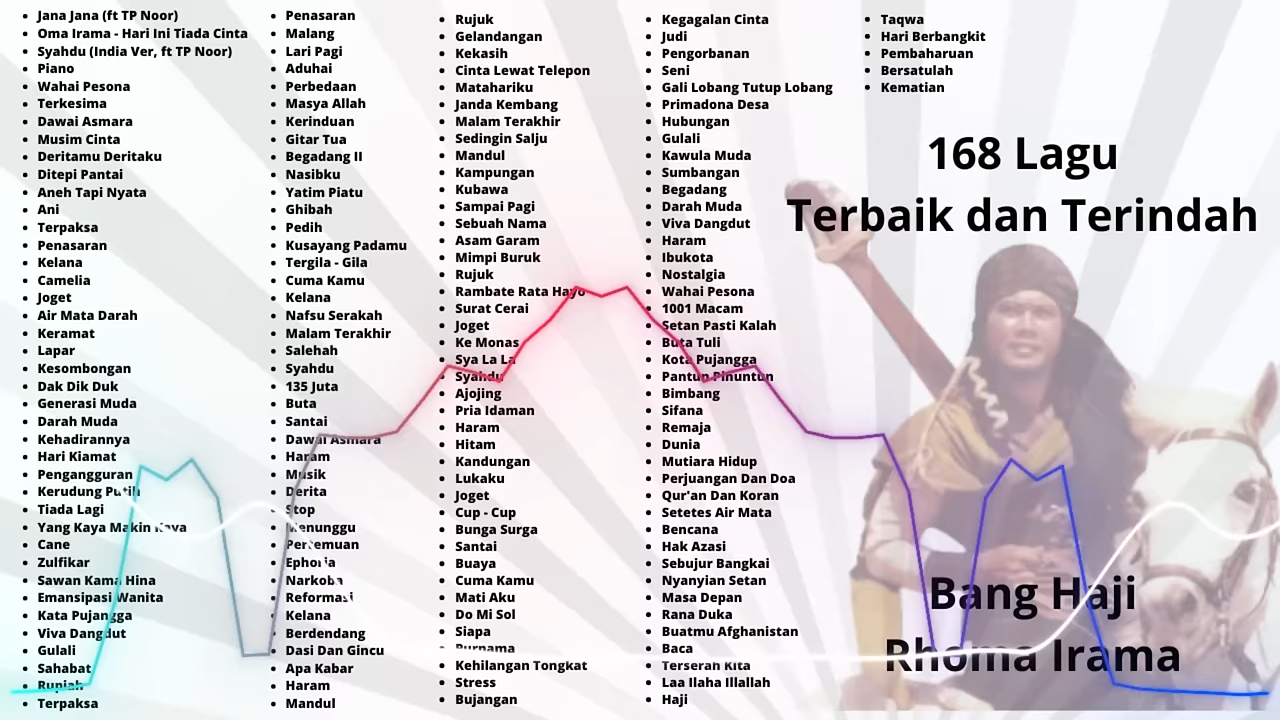 Jana Jana (ft TP Noor)
Oma Irama - Hari Ini Tiada Cinta
Syahdu (India Ver, ft TP Noor)
Piano
Wahai Pesona
Terkesima
Dawai Asmara
Musim Cinta
Deritamu Deritaku
Ditepi Pantai
Aneh Tapi Nyata
Ani
Terpaksa
Penasaran
Kelana
Camelia
Joget
Air Mata Darah
Keramat
Lapar
Kesombongan
Dak Dik Duk
Generasi Muda
Darah Muda
Kehadirannya
Hari Kiamat
Pengangguran
Kerudung Putih
Tiada Lagi
Yang Kaya Makin Kaya
Cane
Zulfikar
Sawan Kama Hina
Emansipasi Wanita
Kata Pujangga
Viva Dangdut
Gulali
Sahabat
Rupiah
Terpaksa
Penasaran
Malang
Lari Pagi
Aduhai
Perbedaan
Masya Allah
Kerinduan
Gitar Tua
Begadang II
Nasibku
Yatim Piatu
Ghibah
Pedih
Kusayang Padamu
Tergila - Gila
Cuma Kamu
Kelana
Nafsu Serakah
Malam Terakhir
Salehah
Syahdu
135 Juta
Buta
Santai
Dawai Asmara
Haram
Musik
Derita
Stop
Menunggu
Pertemuan
Ephoria
Narkoba
Reformasi
Kelana
Berdendang
Dasi Dan Gincu
Apa Kabar
Haram
Mandul
Rujuk
Gelandangan
Kekasih
Cinta Lewat Telepon
Matahariku
Janda Kembang
Malam Terakhir
Sedingin Salju
Mandul
Kampungan
Kubawa
Sampai Pagi
Sebuah Nama
Asam Garam
Mimpi Buruk
Rujuk
Rambate Rata Hayo
Surat Cerai
Joget
Ke Monas
Sya La La
Syahdu
Ajojing
Pria Idaman
Haram
Hitam
Kandungan
Lukaku
Joget
Cup - Cup
Bunga Surga
Santai
Buaya
Cuma Kamu
Mati Aku
Do Mi Sol
Siapa
Purnama
Kehilangan Tongkat
Stress
Bujangan
Kegagalan Cinta
Judi
Pengorbanan
Seni
Gali Lobang Tutup Lobang
Primadona Desa
Hubungan
Gulali
Kawula Muda
Sumbangan
Begadang
Darah Muda
Viva Dangdut
Haram
Ibukota
Nostalgia
Wahai Pesona
1001 Macam
Setan Pasti Kalah
Buta Tuli
Kota Pujangga
Pantun Pinuntun
Bimbang
Sifana
Remaja
Dunia
Mutiara Hidup
Perjuangan Dan Doa
Qur'an Dan Koran
Setetes Air Mata
Bencana
Hak Azasi
Sebujur Bangkai
Nyanyian Setan
Masa Depan
Rana Duka
Buatmu Afghanistan
Baca
Terserah Kita
Laa Ilaha Illallah
Haji
Taqwa
Hari Berbangkit
Pembaharuan
Bersatulah
Kematian
168 Lagu
Terbaik dan Terindah
Bang Haji
Rhoma Irama